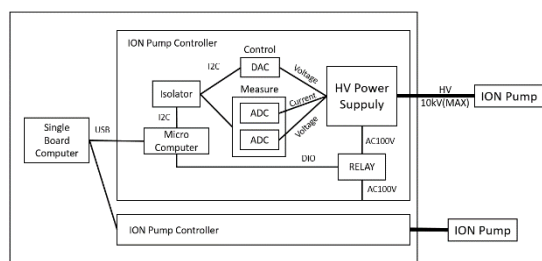 ION Pump Controller
Control
I2C
DAC
Voltage
Isolator
Measure
ADC
Current
ADC
Voltage
HV Power
Suppuly
HV
10kV(MAX)
ION Pump
I2C
Single
Board
Computer
USB
Micro
Computer
DIO
AC100V
RELAY
AC100V
ION Pump Controller
ION Pump